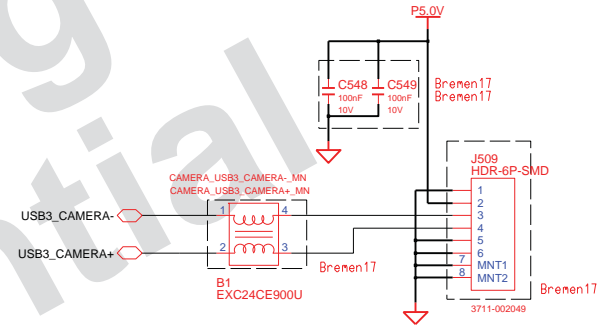 P5.0V
C548
100nF
10V
C549
100nF
10V
Bremen17
Bremen17
J509
HDR-6P-SMD
1
2
3
4
5
6
7 MNT1
8 MNT2
Bremen17
3711-002049
CAMERA_USB3_CAMERA-_MN
CAMERA_USB3_CAMERA+_MN
USB3_CAMERA-
1
4
USB3_CAMERA+
2
3
Bremen17
B1
EXC24CE900U
ng
ntial